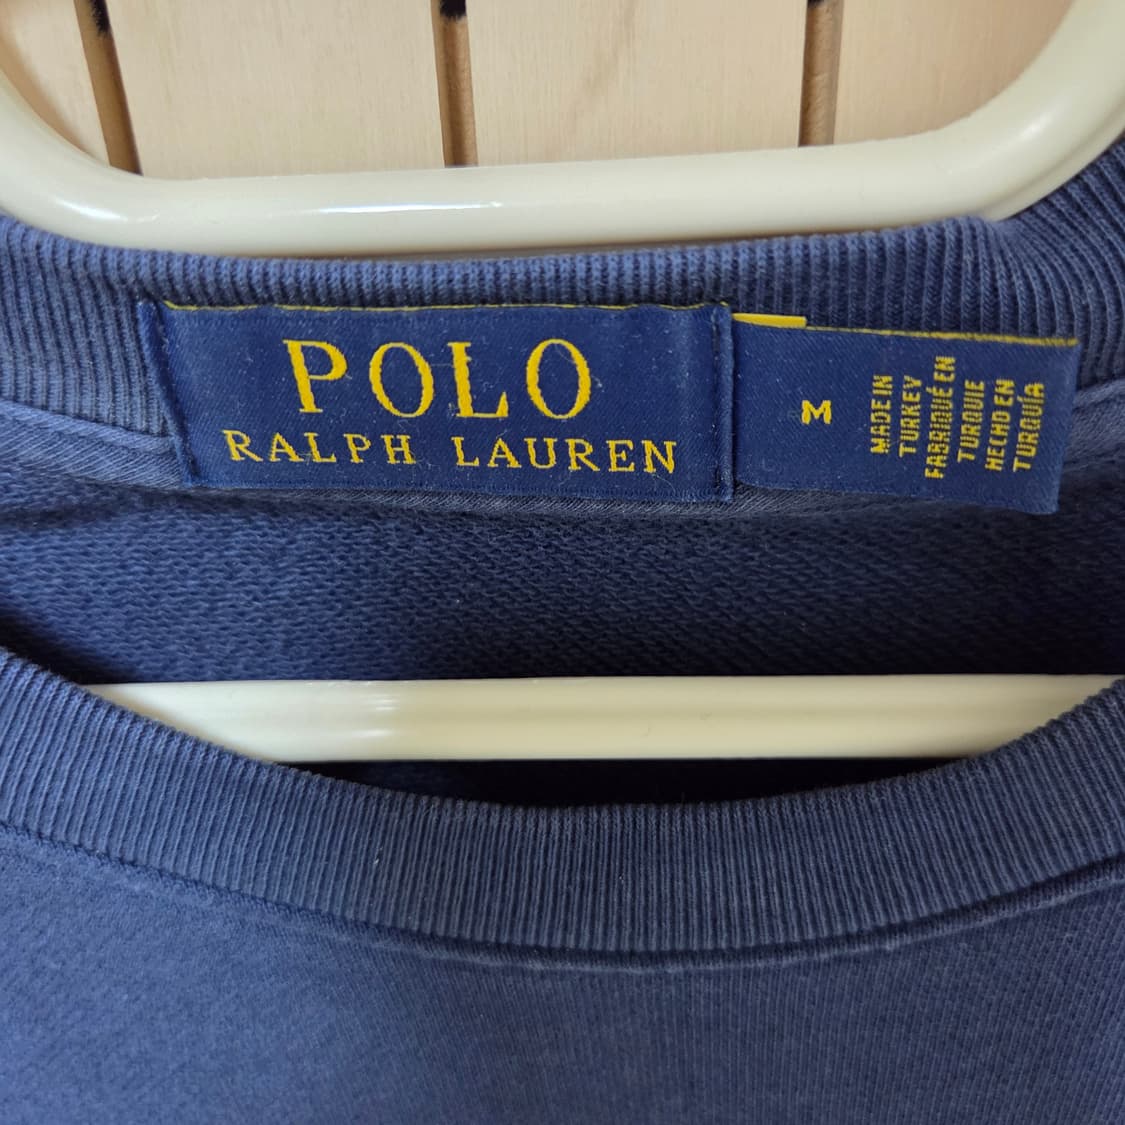 POLO
RALPH LAUREN
M
MADE IN
TURKEY
FABRIQUÉ EN
TURQUIE
HECHO EN
TURQUÍA